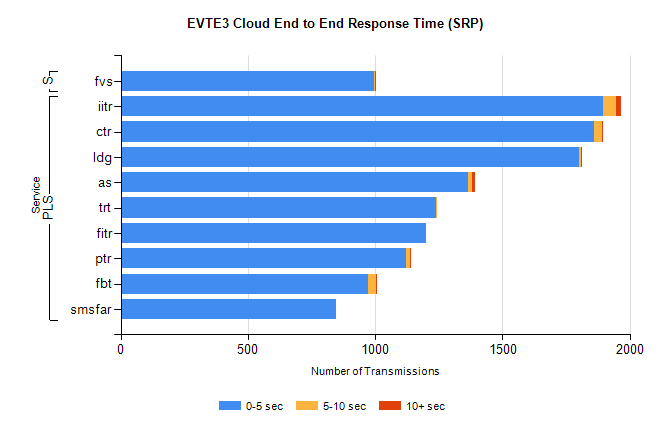 EVTE3 Cloud End to End Response Time (SRP)
Service
S
PLS
fvs
iitr
ctr
ldg
as
trt
fitr
ptr
fbt
smsfar
0 500 1000 1500 2000
Number of Transmissions
0-5 sec 5-10 sec 10+ sec